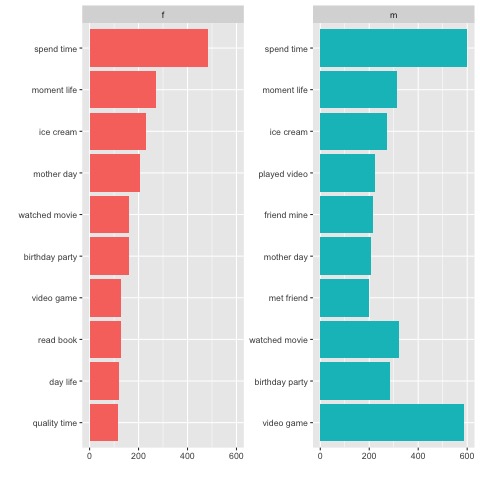 f
spend time
moment life
ice cream
mother day
watched movie
birthday party
video game
read book
day life
quality time
0 200 400 600
m
spend time
moment life
ice cream
played video
friend mine
mother day
met friend
watched movie
birthday party
video game
0 200 400 600